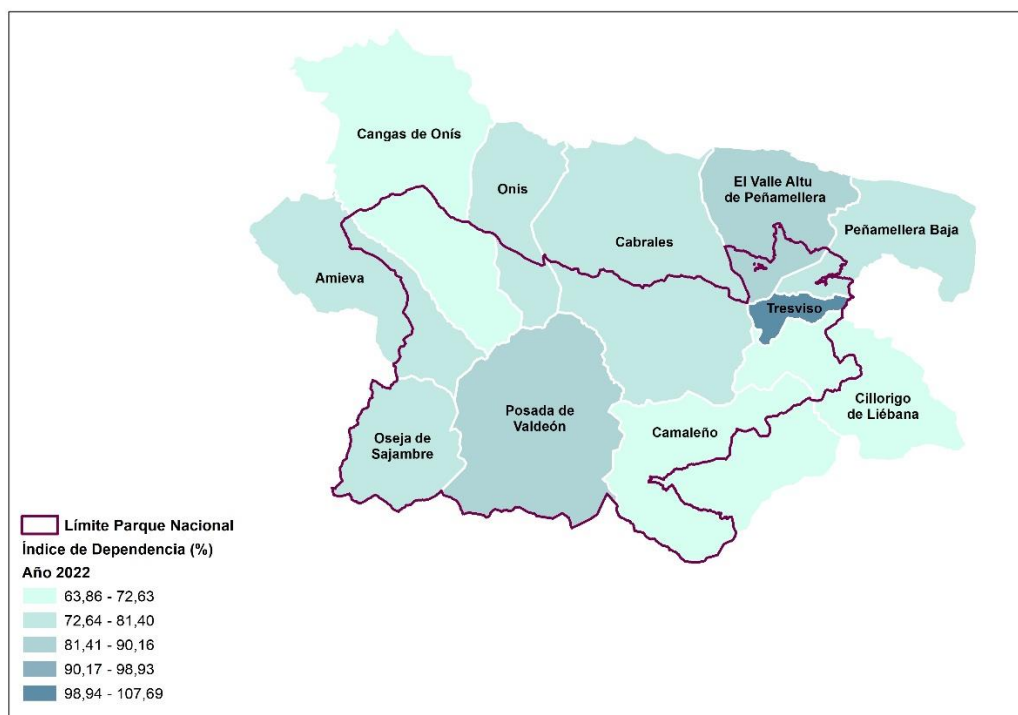 Cangas de Onís
Onis
El Valle Altu
de Peñamellera
Peñamellera Baja
Cabrales
Amieva
Tresviso
Cillorigo
de Liébana
Posada de
Valdeón
Camaleño
Oseja de
Sajambre
Límite Parque Nacional
Índice de Dependencia (%)
Año 2022
63,86 - 72,63
72,64 - 81,40
81,41 - 90,16
90,17 - 98,93
98,94 - 107,69